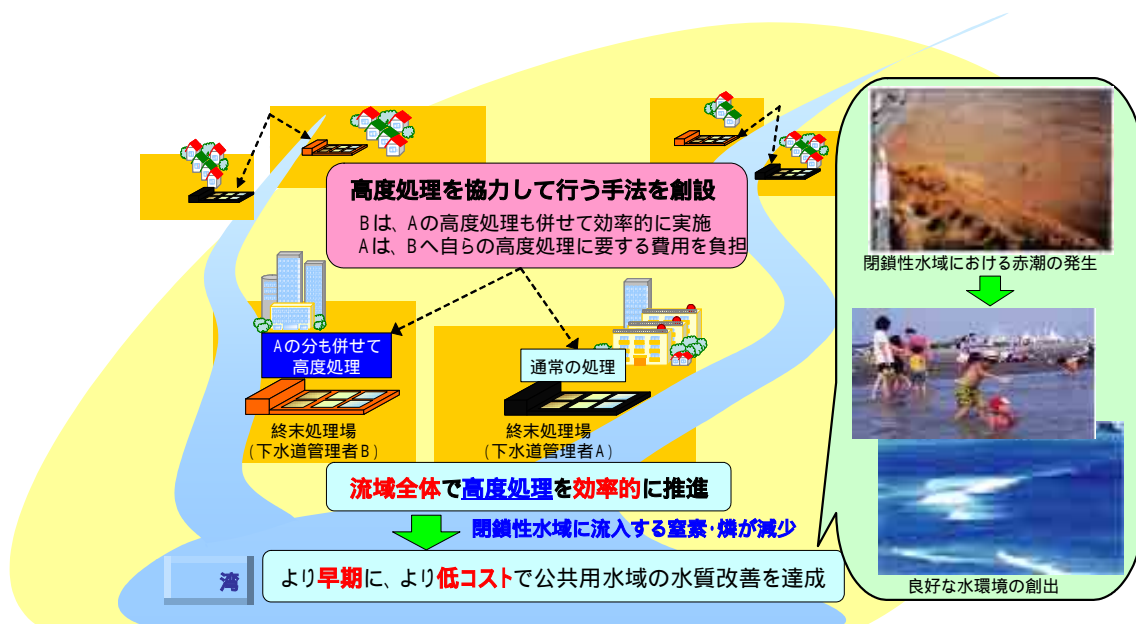 高度処理を協力して行う手法を創設
Bは、Aの高度処理も併せて効率的に実施
Aは、Bへ自らの高度処理に要する費用を負担
Aの分も併せて
高度処理
通常の処理
終末処理場
(下水道管理者B)
終末処理場
(下水道管理者A)
流域全体で高度処理を効率的に推進
閉鎖性水域に流入する窒素・燐が減少
湾
より早期に、より低コストで公共用水域の水質改善を達成
閉鎖性水域における赤潮の発生
良好な水環境の創出